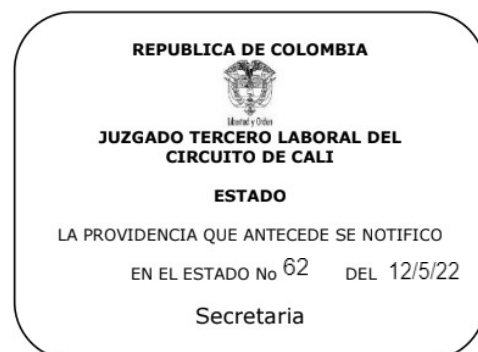 REPUBLICA DE COLOMBIA
Libertad y Orden
JUZGADO TERCERO LABORAL DEL
CIRCUITO DE CALI
ESTADO
LA PROVIDENCIA QUE ANTECEDE SE NOTIFICO
EN EL ESTADO No 62 DEL 12/5/22
Secretaria